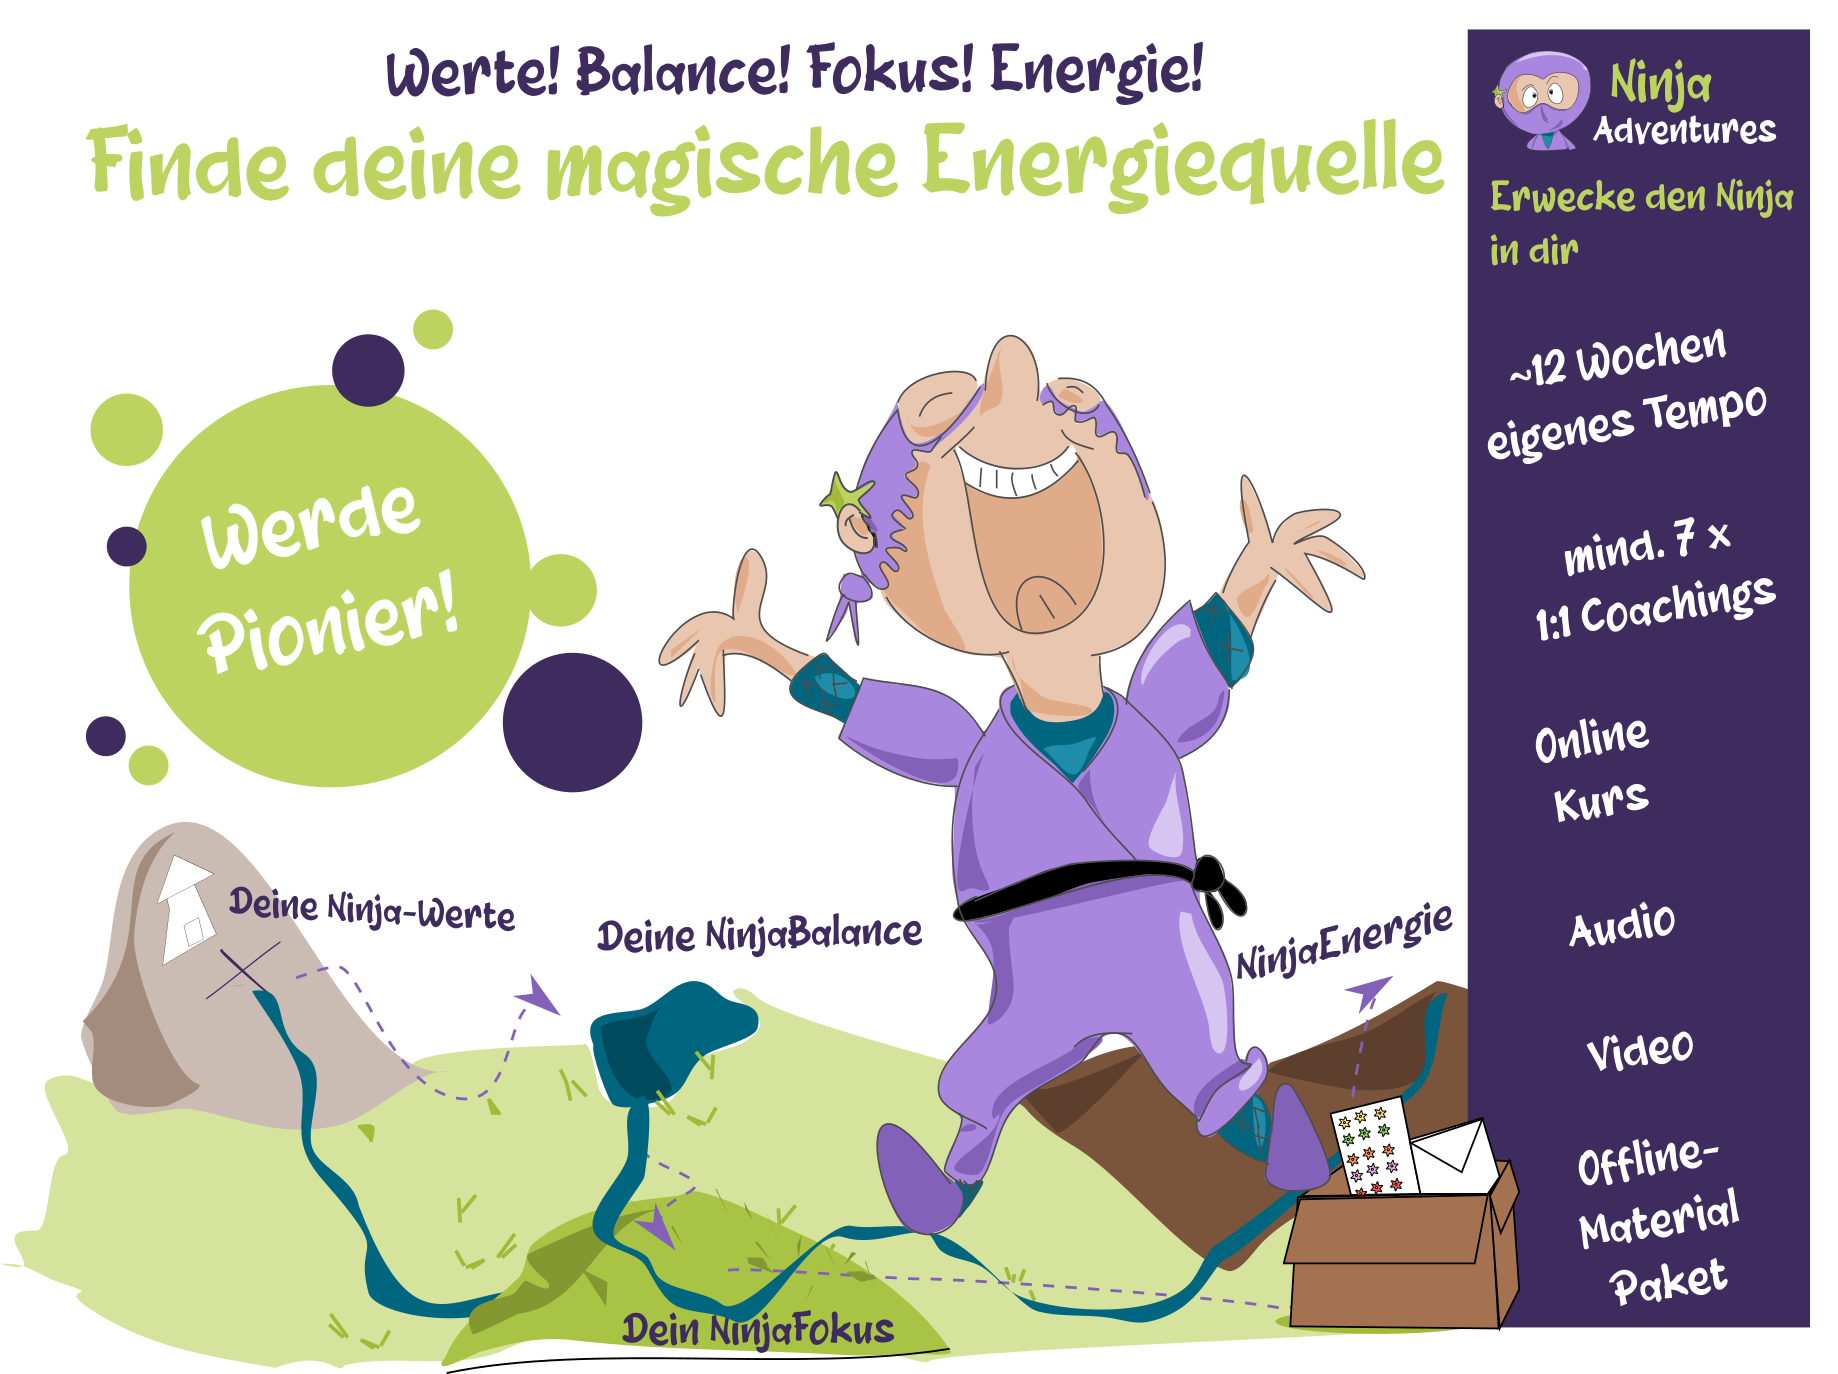 Werte! Balance! Fokus! Energie!
Finde deine magische Energiequelle
Ninja
Adventures
Erwecke den Ninja
in dir
~12 Wochen
eigenes Tempo
mind. 7 x
1:1 Coachings
Online
Kurs
Audio
Video
Offline-
Material
Paket
Werde
Pionier!
Deine Ninja-Werte
Deine NinjaBalance
NinjaEnergie
Dein NinjaFokus